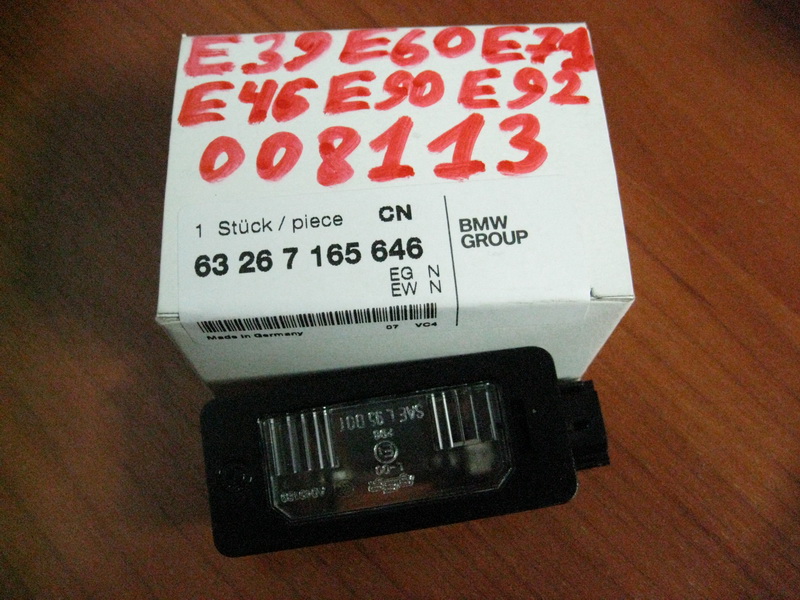 E39 E60 E71
E46 E90 E92
008113
1 Stück / piece CN
63 26 7 165 646
EG N
EW N
BMW
GROUP
Made in Germany 07 VC4
SAE L 95 DOT